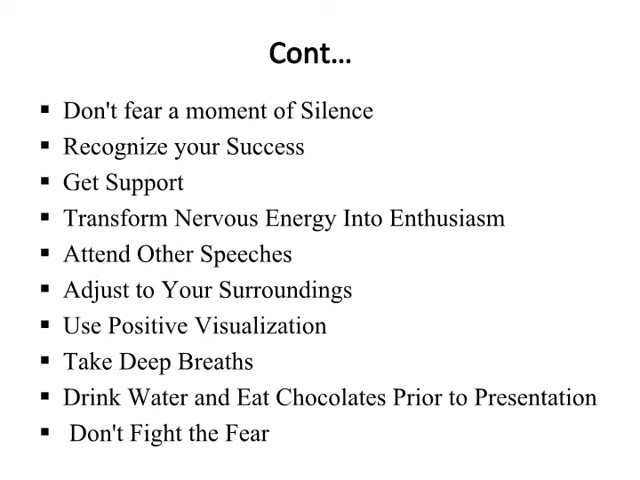 Cont…
▪ Don't fear a moment of Silence
▪ Recognize your Success
▪ Get Support
▪ Transform Nervous Energy Into Enthusiasm
▪ Attend Other Speeches
▪ Adjust to Your Surroundings
▪ Use Positive Visualization
▪ Take Deep Breaths
▪ Drink Water and Eat Chocolates Prior to Presentation
▪ Don't Fight the Fear